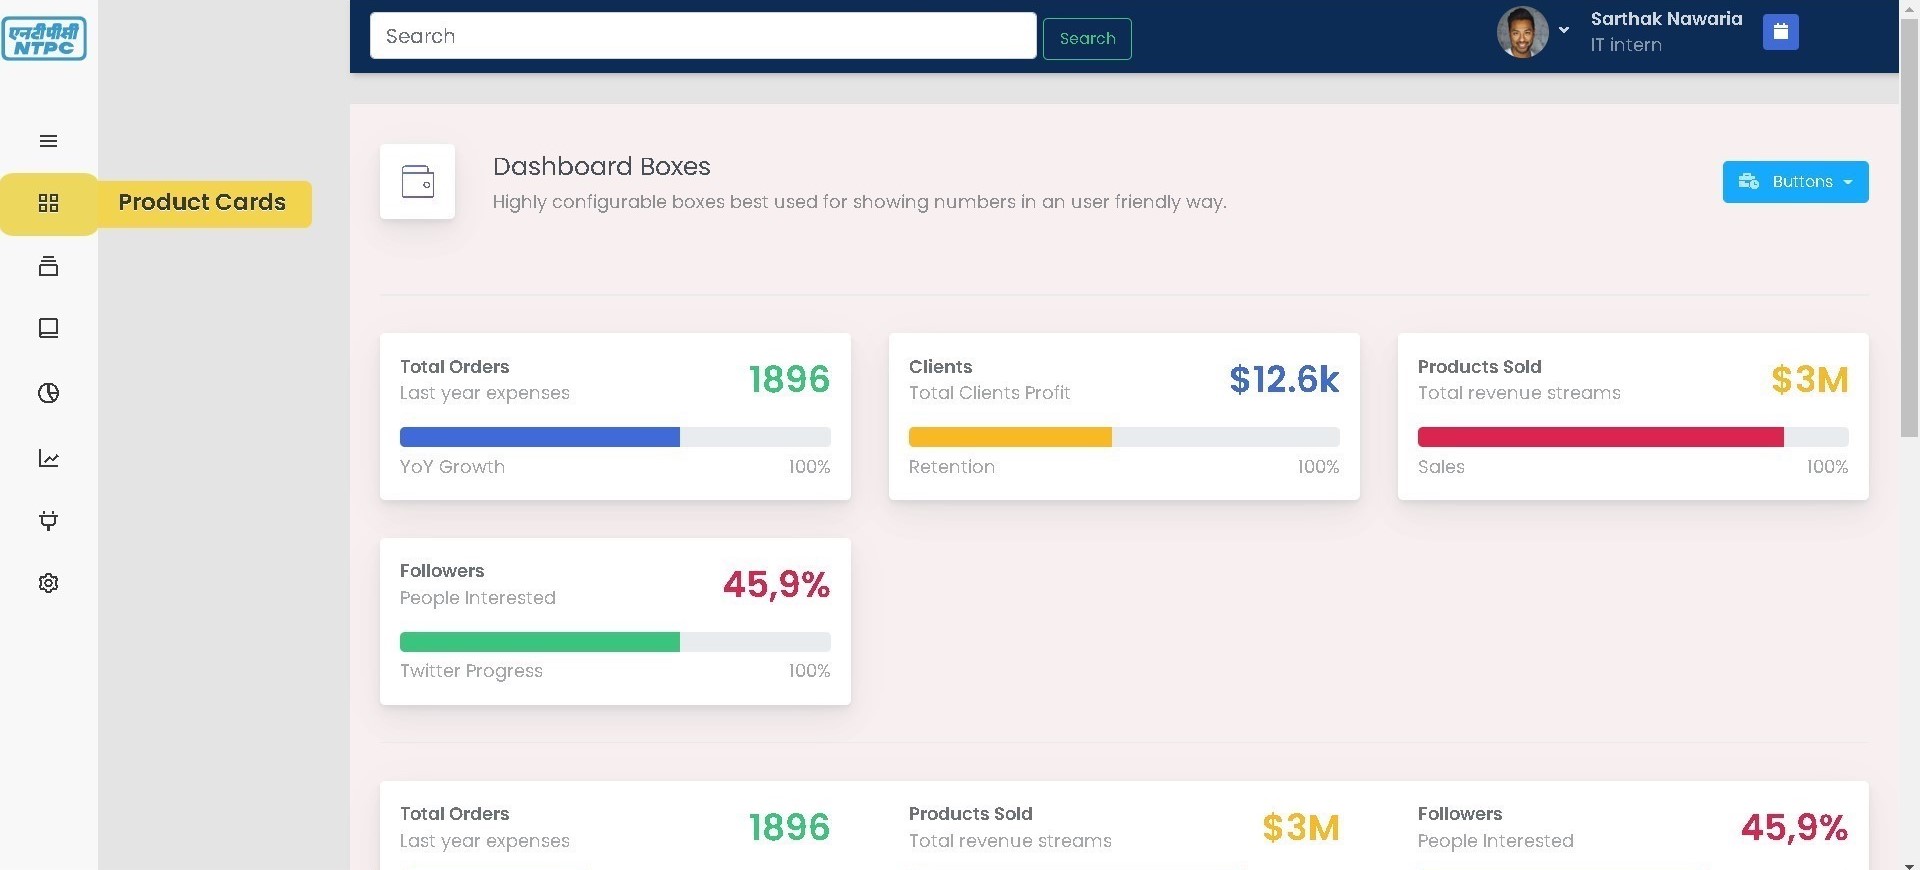 एनटीपीसी
NTPC
Search
Search
Sarthak Nawaria
IT intern
Product Cards
Dashboard Boxes
Highly configurable boxes best used for showing numbers in an user friendly way.
Buttons
Total Orders
Last year expenses
1896
YoY Growth
100%
Clients
Total Clients Profit
$12.6k
Retention
100%
Products Sold
Total revenue streams
$3M
Sales
100%
Followers
People Interested
45,9%
Twitter Progress
100%
Total Orders
Last year expenses
1896
Products Sold
Total revenue streams
$3M
Followers
People Interested
45,9%